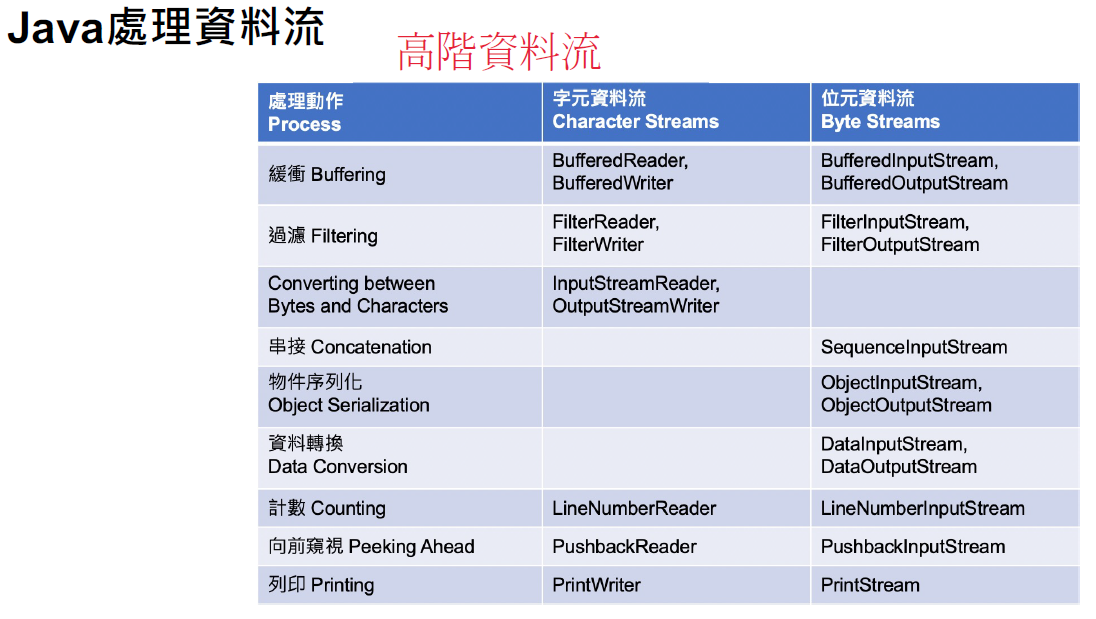 Java處理資料流
高階資料流
處理動作
Process
字元資料流
Character Streams
位元資料流
Byte Streams
緩衝 Buffering
BufferedReader,
BufferedWriter
BufferedInputStream,
BufferedOutputStream
過濾 Filtering
FilterReader,
FilterWriter
FilterInputStream,
FilterOutputStream
Converting between
Bytes and Characters
InputStreamReader,
OutputStreamWriter
串接 Concatenation
SequenceInputStream
物件序列化
Object Serialization
ObjectInputStream,
ObjectOutputStream
資料轉換
Data Conversion
DataInputStream,
DataOutputStream
計數 Counting
LineNumberReader
LineNumberInputStream
向前窺視 Peeking Ahead
PushbackReader
PushbackInputStream
列印 Printing
PrintWriter
PrintStream